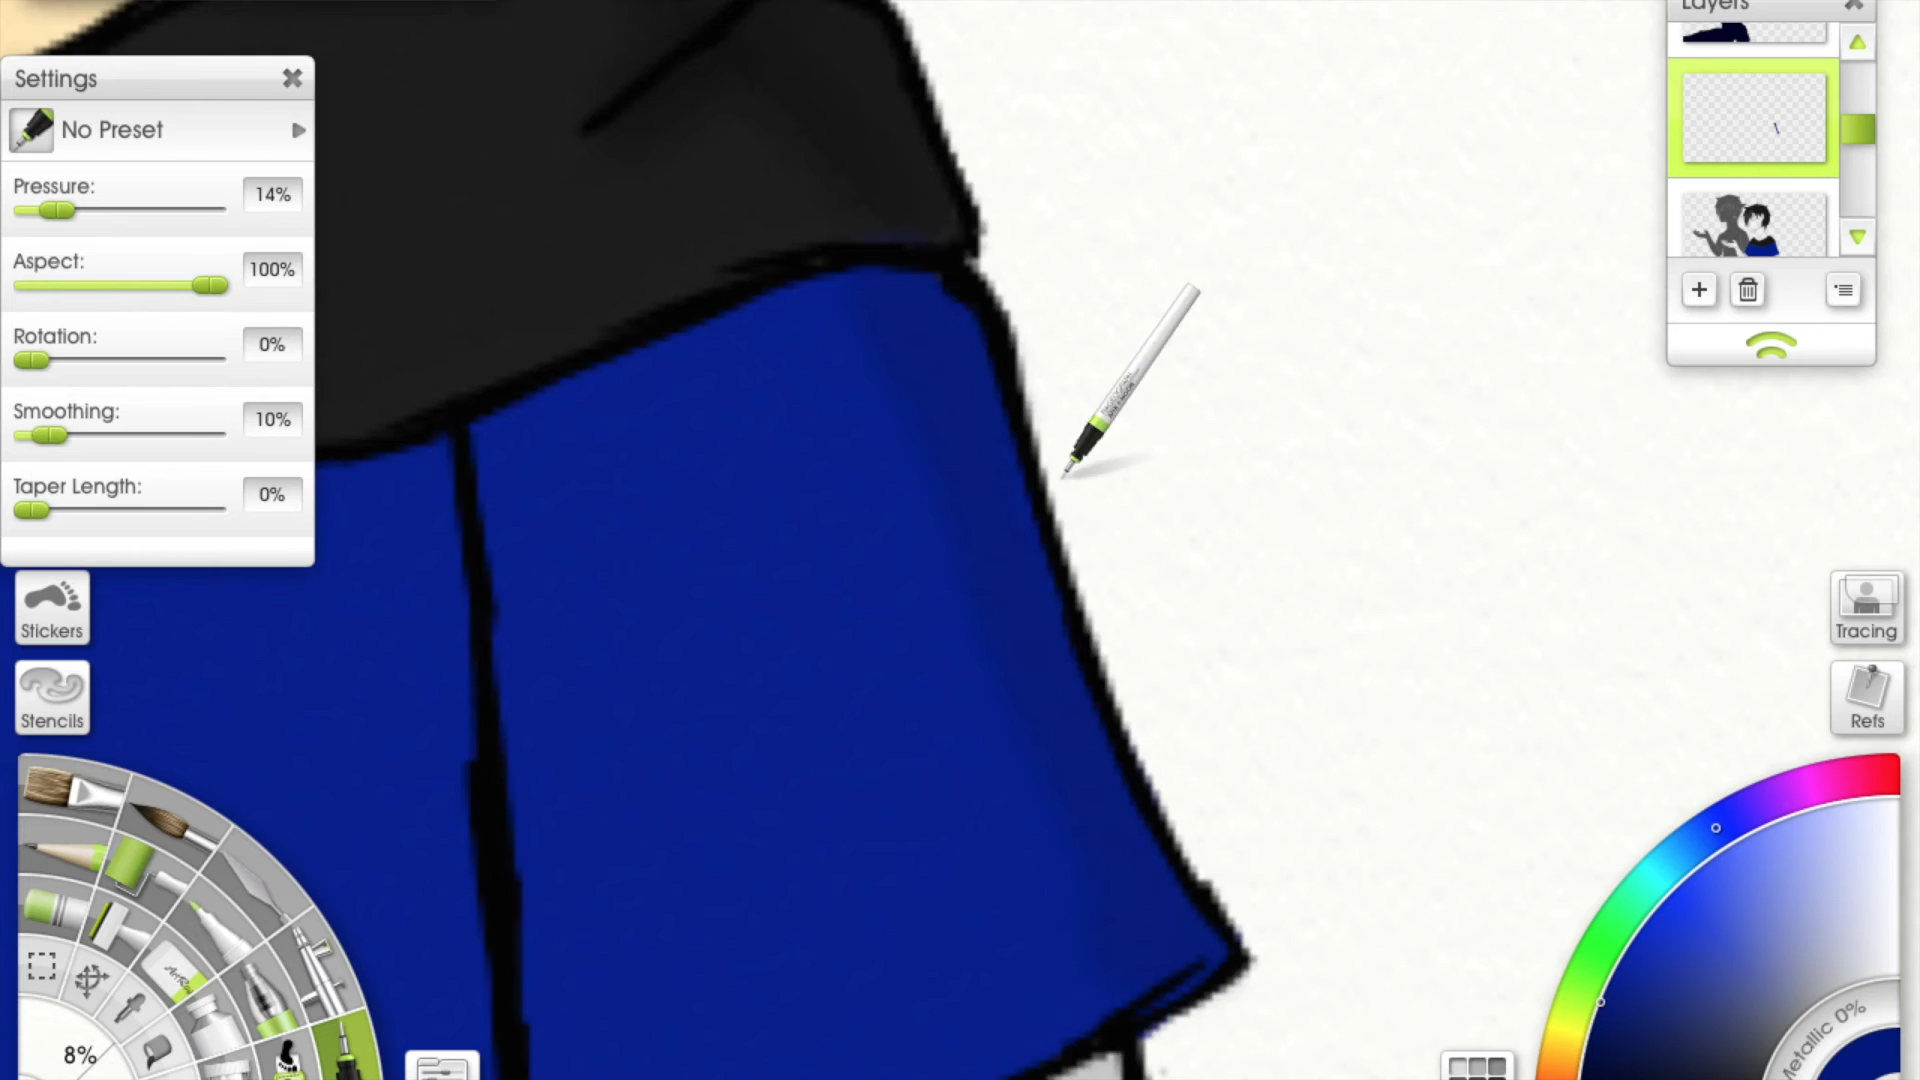 Layers
Settings
No Preset
Pressure:
14%
Aspect:
100%
Rotation:
0%
Smoothing:
10%
Taper Length:
0%
Stickers
Stencils
Tracing
Refs
8%
Metallic 0%